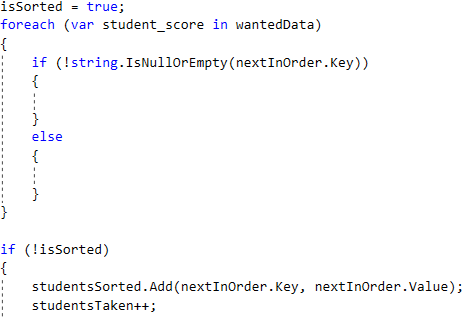 isSorted = true;
foreach (var student_score in wantedData)
{
if (!string.IsNullOrEmpty(nextInOrder.Key))
{
}
else
{
}
}
if (!isSorted)
{
studentsSorted.Add(nextInOrder.Key, nextInOrder.Value);
studentsTaken++;